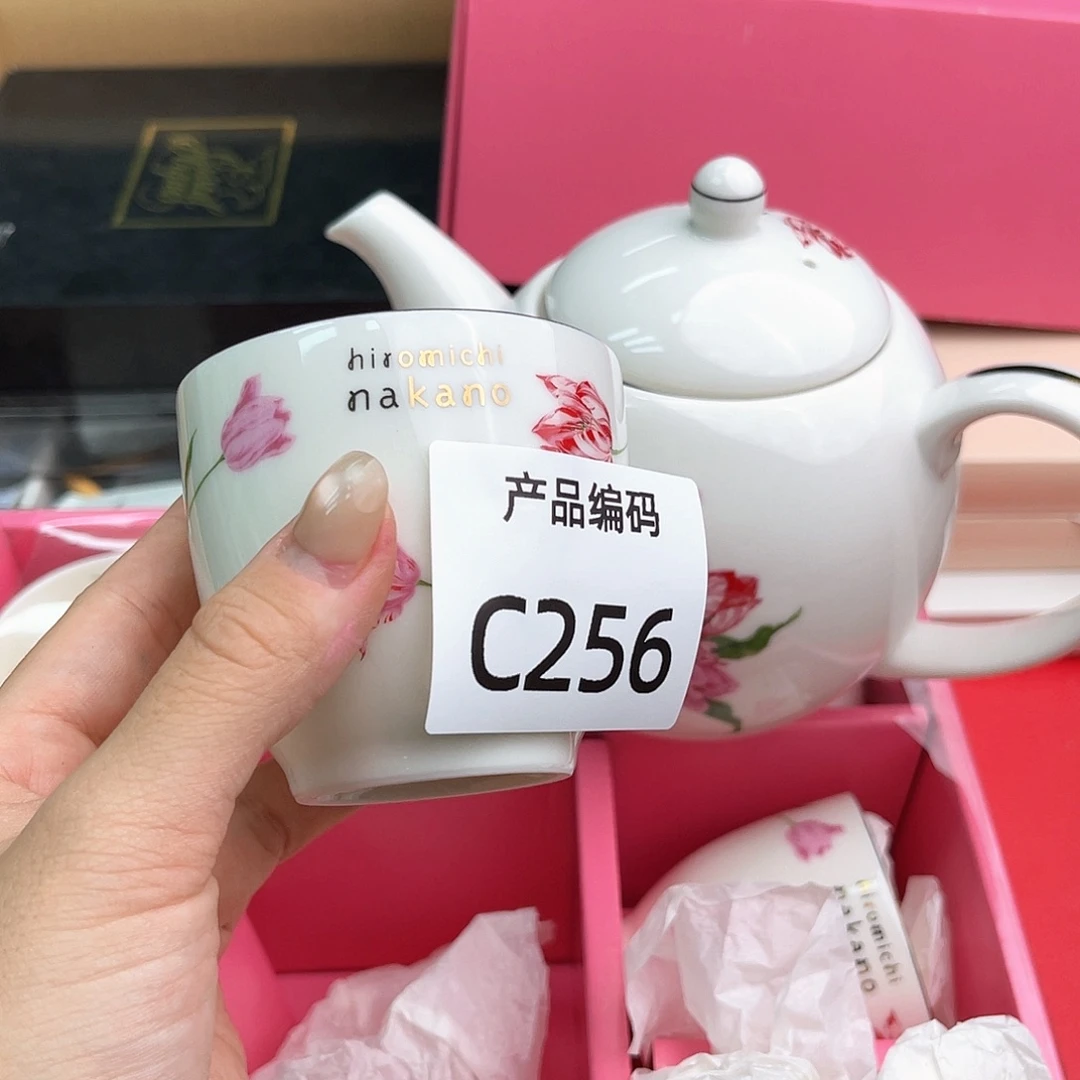 hiromichi
nakano
产品编码
C256
hiromichi
nakano